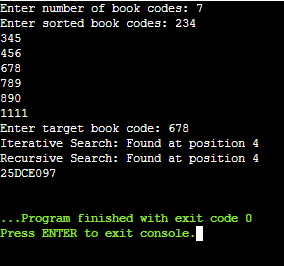 Enter number of book codes: 7
Enter sorted book codes: 234
345
456
678
789
890
1111
Enter target book code: 678
Iterative Search: Found at position 4
Recursive Search: Found at position 4
25DCE097
...Program finished with exit code 0
Press ENTER to exit console.